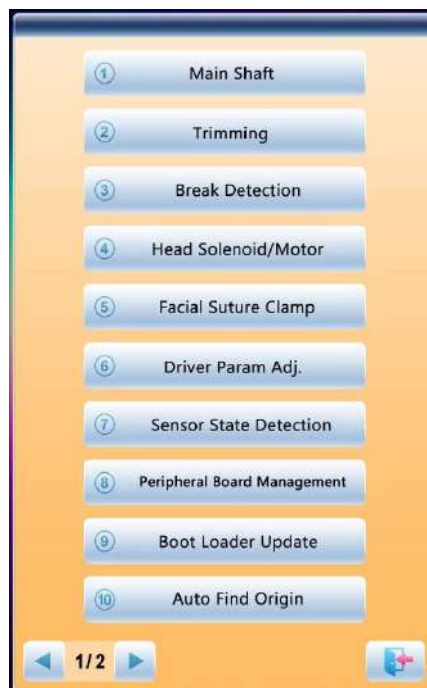 ① Main Shaft
② Trimming
③ Break Detection
④ Head Solenoid/Motor
⑤ Facial Suture Clamp
⑥ Driver Param Adj.
⑦ Sensor State Detection
⑧ Peripheral Board Management
⑨ Boot Loader Update
⑩ Auto Find Origin
1/2